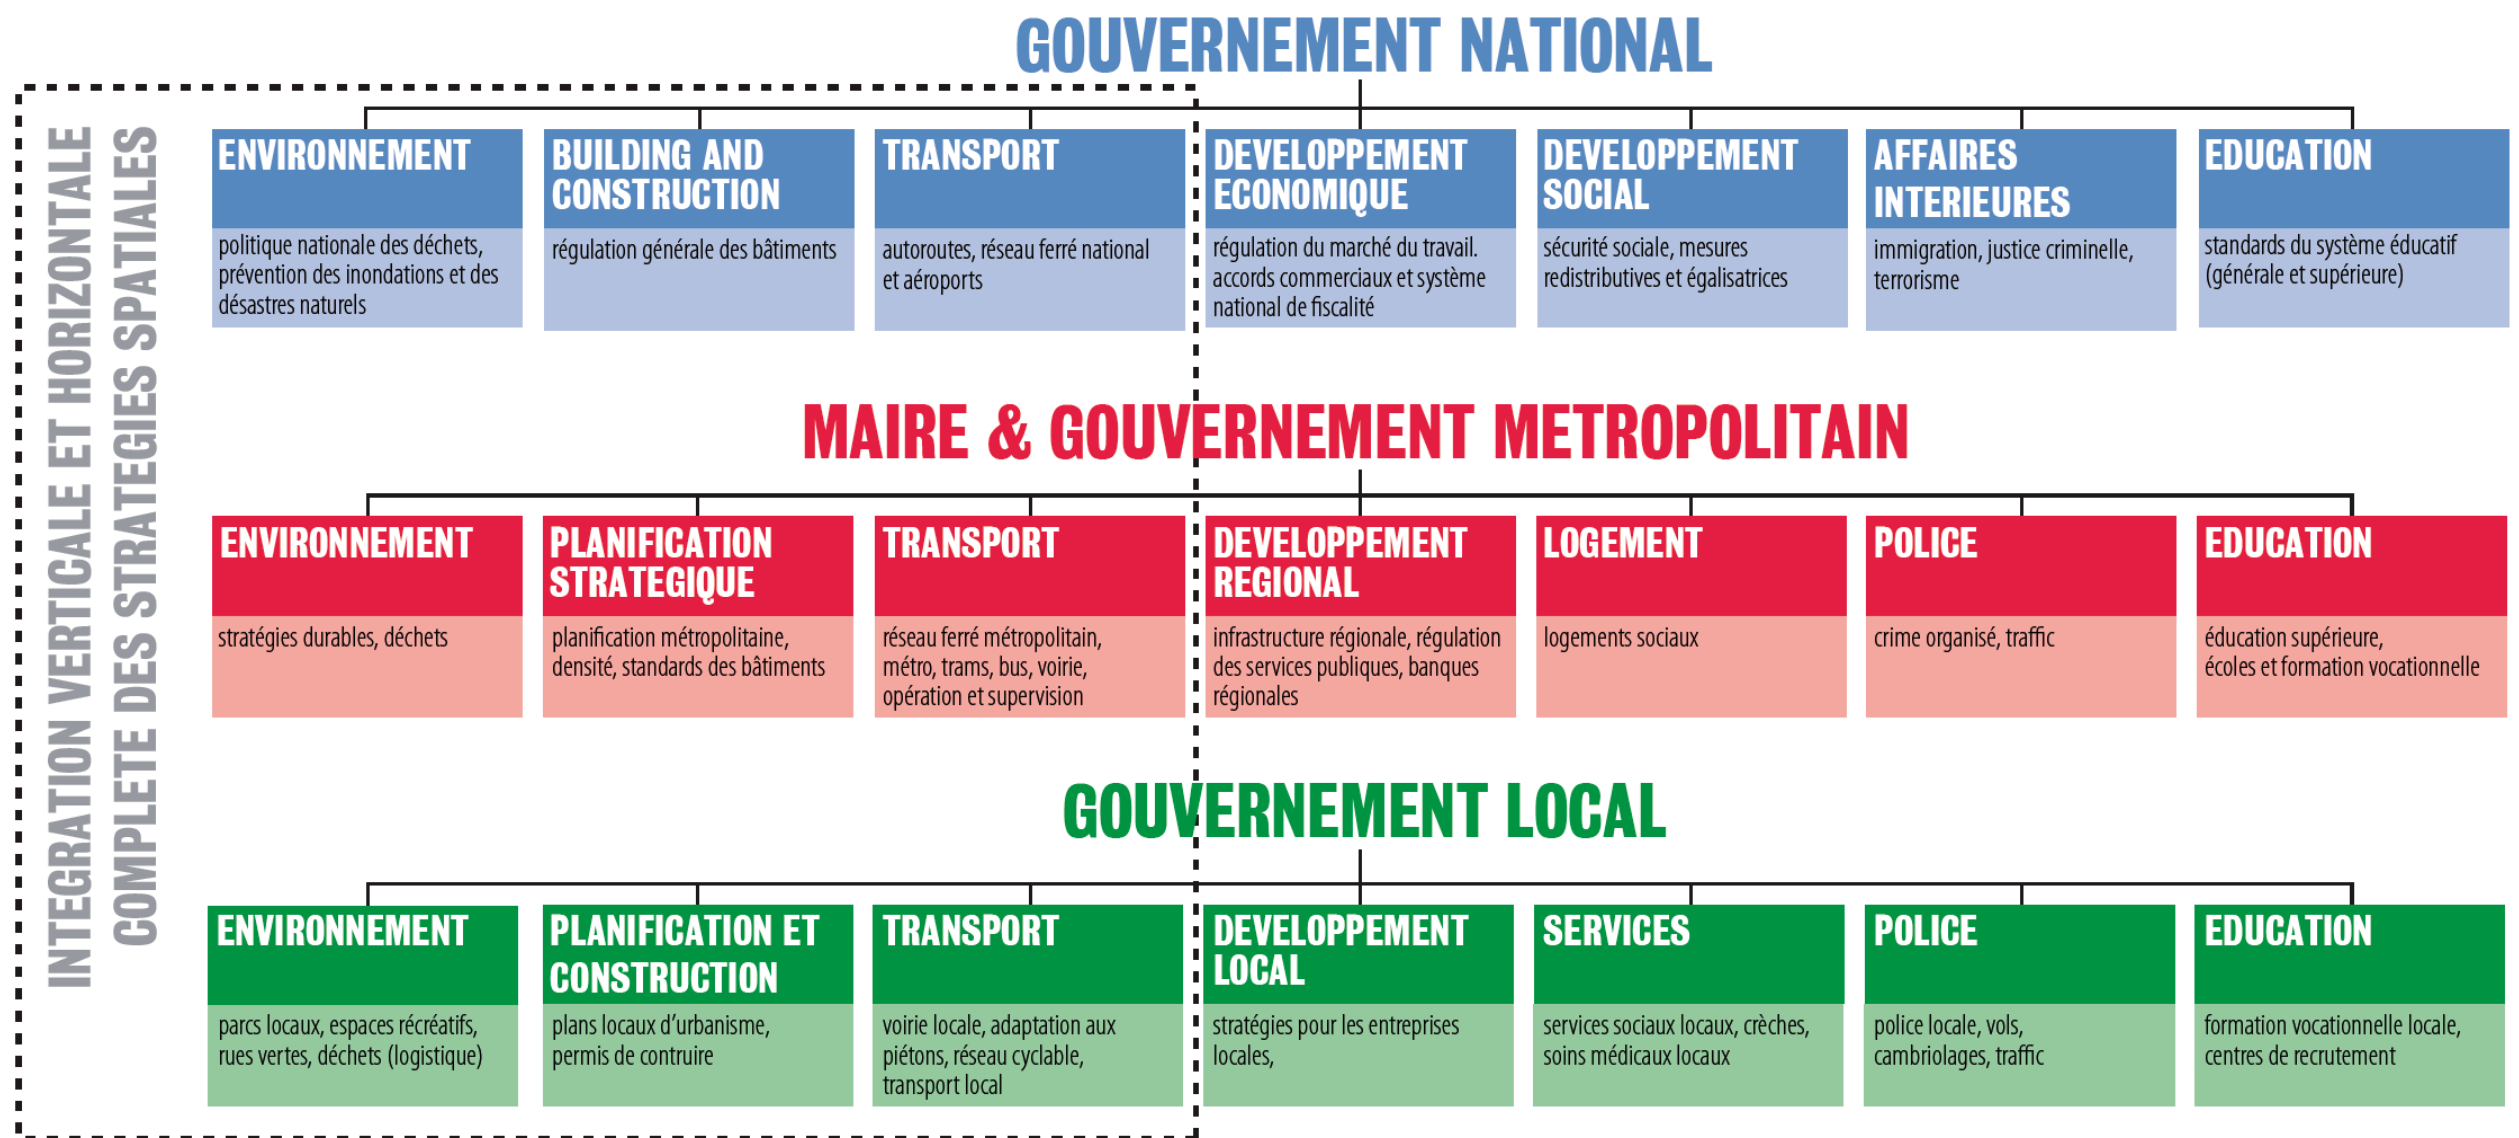 GOUVERNEMENT NATIONAL
INTEGRATION VERTICALE ET HORIZONTALE
COMPLETE DES STRATEGIES SPATIALES
ENVIRONNEMENT
politique nationale des déchets,
prévention des inondations et des
désastres naturels
BUILDING AND
CONSTRUCTION
régulation générale des bâtiments
TRANSPORT
autoroutes, réseau ferré national
et aéroports
DEVELOPPEMENT
ECONOMIQUE
régulation du marché du travail.
accords commerciaux et système
national de fiscalité
DEVELOPPEMENT
SOCIAL
sécurité sociale, mesures
redistributives et égalisatrices
AFFAIRES
INTERIEURES
immigration, justice criminelle,
terrorisme
EDUCATION
standards du système éducatif
(générale et supérieure)
MAIRE & GOUVERNEMENT METROPOLITAIN
ENVIRONNEMENT
stratégies durables, déchets
PLANIFICATION
STRATEGIQUE
planification métropolitaine,
densité, standards des bâtiments
TRANSPORT
réseau ferré métropolitain,
métro, trams, bus, voirie,
opération et supervision
DEVELOPPEMENT
REGIONAL
infrastructure régionale, régulation
des services publiques, banques
régionales
LOGEMENT
logements sociaux
POLICE
crime organisé, traffic
EDUCATION
éducation supérieure,
écoles et formation vocationnelle
GOUVERNEMENT LOCAL
ENVIRONNEMENT
parcs locaux, espaces récréatifs,
rues vertes, déchets (logistique)
PLANIFICATION ET
CONSTRUCTION
plans locaux d'urbanisme,
permis de contruire
TRANSPORT
voirie locale, adaptation aux
piétons, réseau cyclable,
transport local
DEVELOPPEMENT
LOCAL
stratégies pour les entreprises
locales,
SERVICES
services sociaux locaux, crèches,
soins médicaux locaux
POLICE
police locale, vols,
cambriolages, traffic
EDUCATION
formation vocationnelle locale,
centres de recrutement